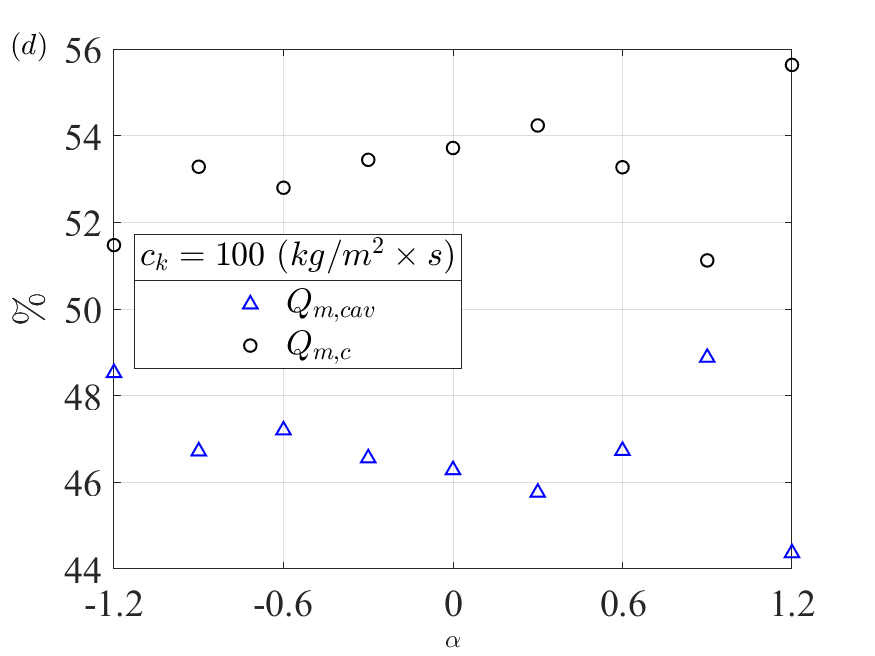 (d)
56
54
52
50
48
46
44
%
c_k = 100 (kg/m² × s)
Q_{m,cav}
Q_{m,c}
-1.2 -0.6 0 0.6 1.2
α